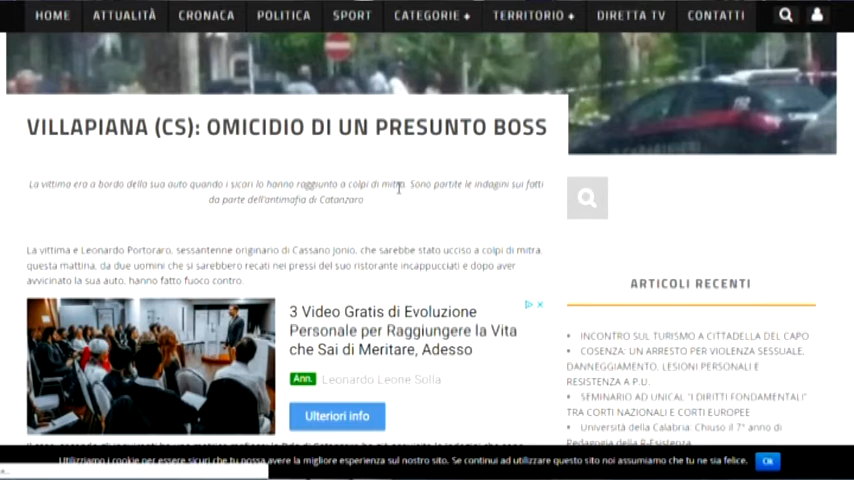 HOME ATTUALITÀ CRONACA POLITICA SPORT CATEGORIE + TERRITORIO + DIRETTA TV CONTATTI
VILLAPIANA (CS): OMICIDIO DI UN PRESUNTO BOSS
La vittima era a bordo della sua auto quando i sicari lo hanno raggiunto a colpi di mitra. Sono partite le indagini sui fatti
da parte dell'antimafia di Catanzaro
La vittima e Leonardo Portoraro, sessantenne originario di Cassano Jonio, che sarebbe stato ucciso a colpi di mitra,
questa mattina, da due uomini che si sarebbero recati nei pressi del suo ristorante incappucciati e dopo aver
avvicinato la sua auto, hanno fatto fuoco contro.
3 Video Gratis di Evoluzione
Personale per Raggiungere la Vita
che Sai di Meritare, Adesso
Ann. Leonardo Leone Solla
Ulteriori info
ARTICOLI RECENTI
INCONTRO SUL TURISMO A CITTADELLA DEL CAPO
COSENZA: UN ARRESTO PER VIOLENZA SESSUALE,
DANNEGGIAMENTO, LESIONI PERSONALI E
RESISTENZA A P.U.
SEMINARIO AD UNICAL "I DIRITTI FONDAMENTALI"
TRA CORTI NAZIONALI E CORTI EUROPEE
Università della Calabria: Chiuso il 7° anno di
Pedagogia della R-Esistenza
Utilizziamo i cookie per essere sicuri che tu possa avere la migliore esperienza sul nostro sito. Se continui ad utilizzare questo sito noi assumiamo che tu ne sia felice. Ok